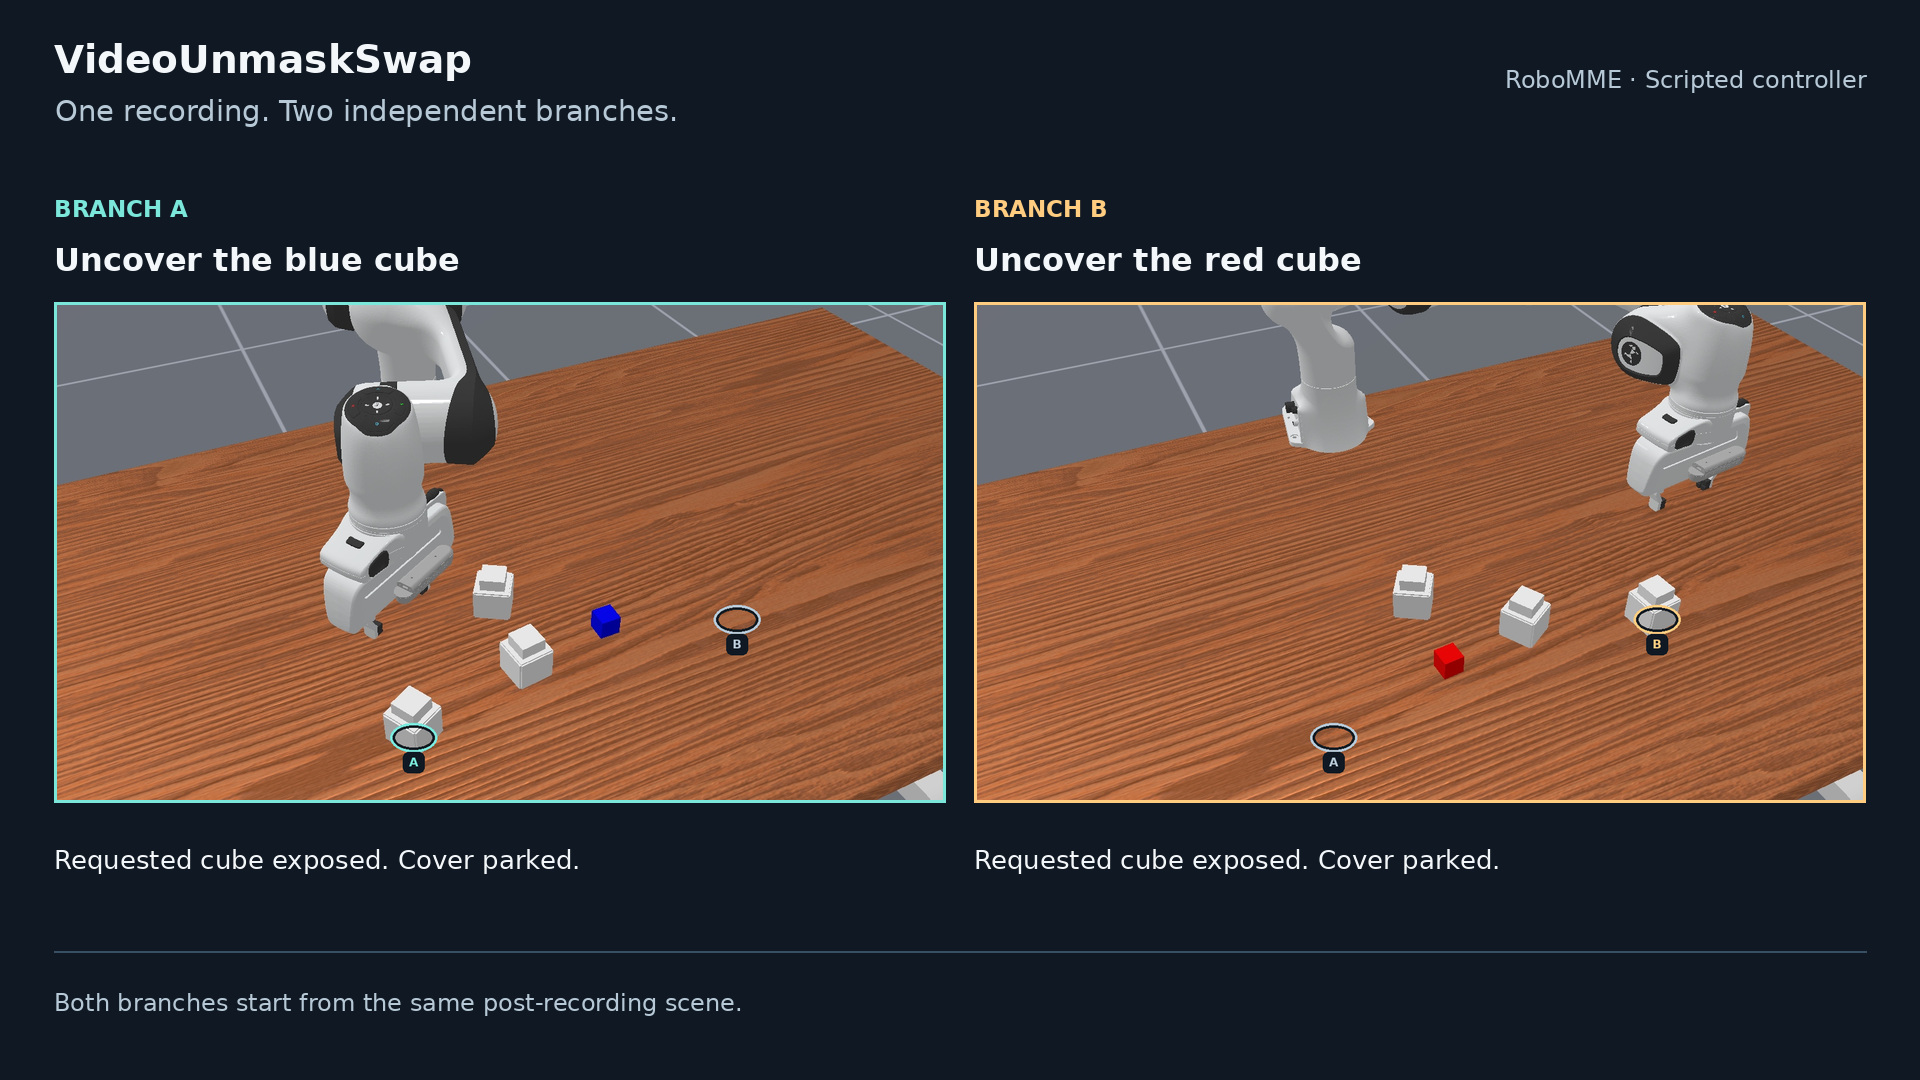 VideoUnmaskSwap
One recording. Two independent branches.
RoboMME · Scripted controller
BRANCH A
Uncover the blue cube
B
A
Requested cube exposed. Cover parked.
BRANCH B
Uncover the red cube
B
A
Requested cube exposed. Cover parked.
Both branches start from the same post-recording scene.